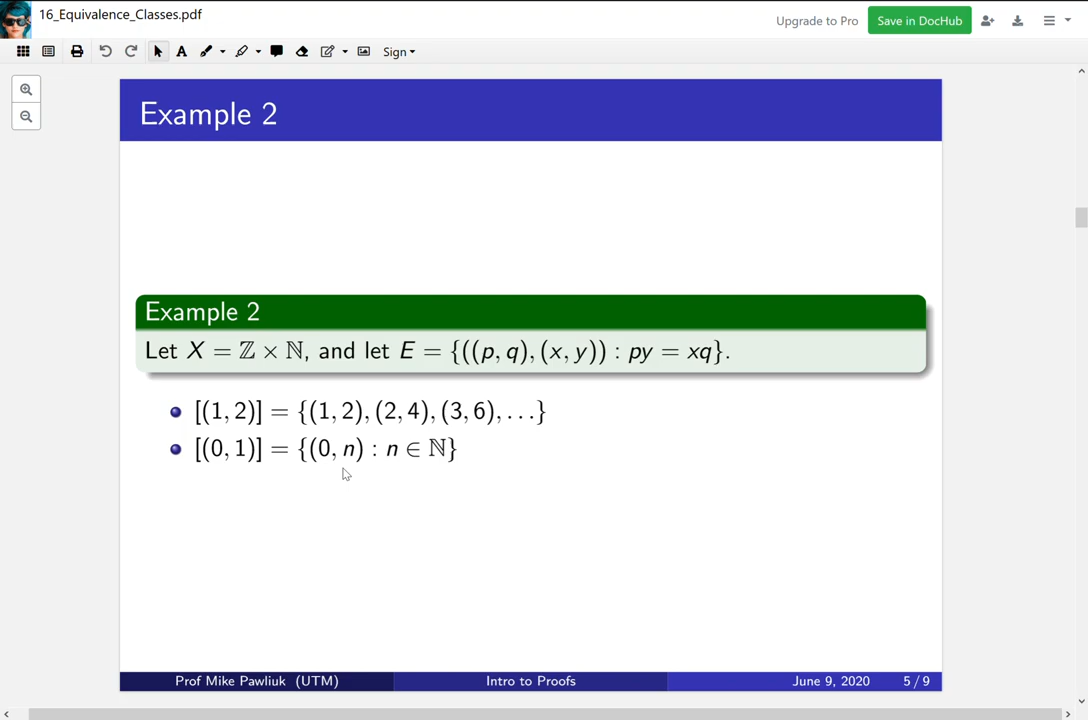 16_Equivalence_Classes.pdf
Upgrade to Pro
Save in DocHub
A
Sign
Example 2
Example 2
Let X = ℤ × ℕ, and let E = {((p, q), (x, y)) : py = xq}.
[(1, 2)] = {(1, 2), (2, 4), (3, 6), . . .}
[(0, 1)] = {(0, n) : n ∈ ℕ}
Prof Mike Pawliuk (UTM)
Intro to Proofs
June 9, 2020
5 / 9